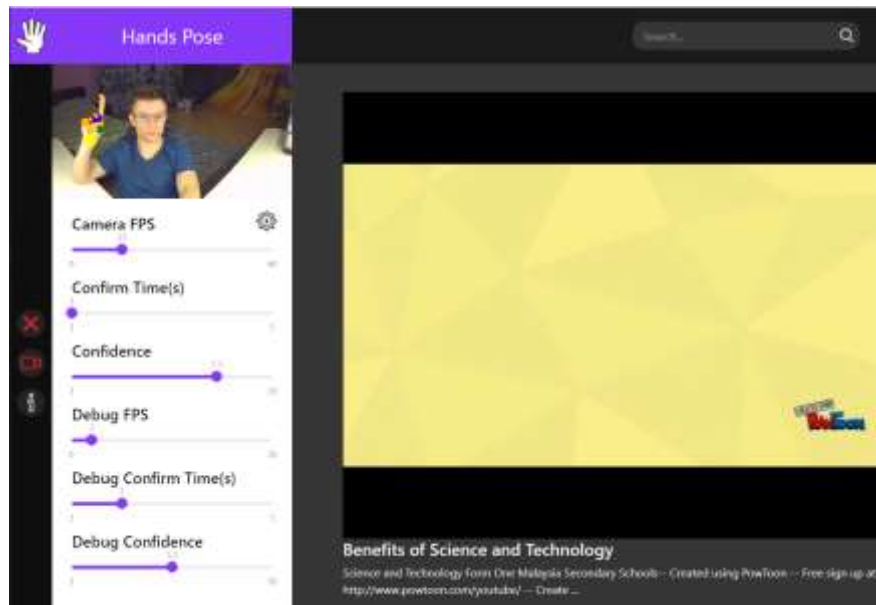 Hands Pose
Search...
Camera FPS
Confirm Time(s)
Confidence
Debug FPS
Debug Confirm Time(s)
Debug Confidence
PowToon
Benefits of Science and Technology
Science and Technology Form One Malaysia Secondary Schools-- Created using PowToon -- Free sign up at
http://www.powtoon.com/youtube/ -- Create ...